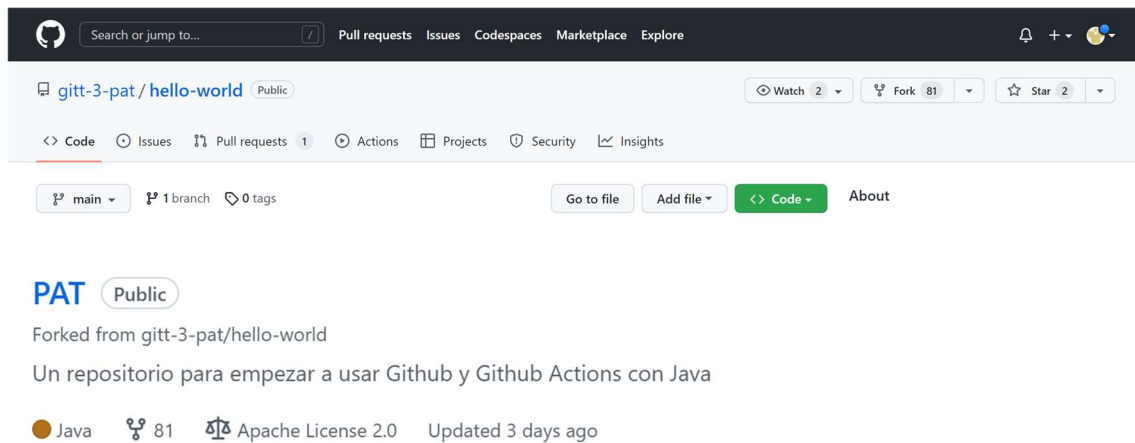 Search or jump to... / Pull requests Issues Codespaces Marketplace Explore
gitt-3-pat / hello-world Public Watch 2 Fork 81 Star 2
<> Code Issues Pull requests 1 Actions Projects Security Insights
main 1 branch 0 tags Go to file Add file <> Code About
PAT Public
Forked from gitt-3-pat/hello-world
Un repositorio para empezar a usar Github y Github Actions con Java
Java 81 Apache License 2.0 Updated 3 days ago